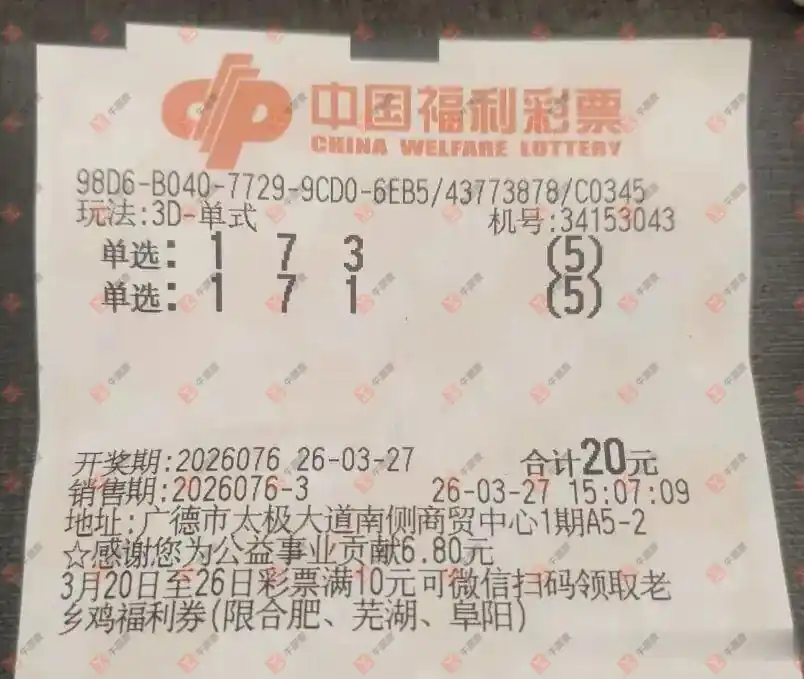 中国福利彩票
CHINA WELFARE LOTTERY
98D6-B040-7729-9CD0-6EB5/43773878/C0345
玩法:3D-单式 机号:34153043
单选: 1 7 3 (5)
单选: 1 7 1 (5)
开奖期:2026076 26-03-27 合计20元
销售期:2026076-3 26-03-27 15:07:09
地址:广德市太极大道南侧商贸中心1期A5-2
☆感谢您为公益事业贡献6.80元
3月20日至26日彩票满10元可微信扫码领取老
乡鸡福利券(限合肥、芜湖、阜阳)